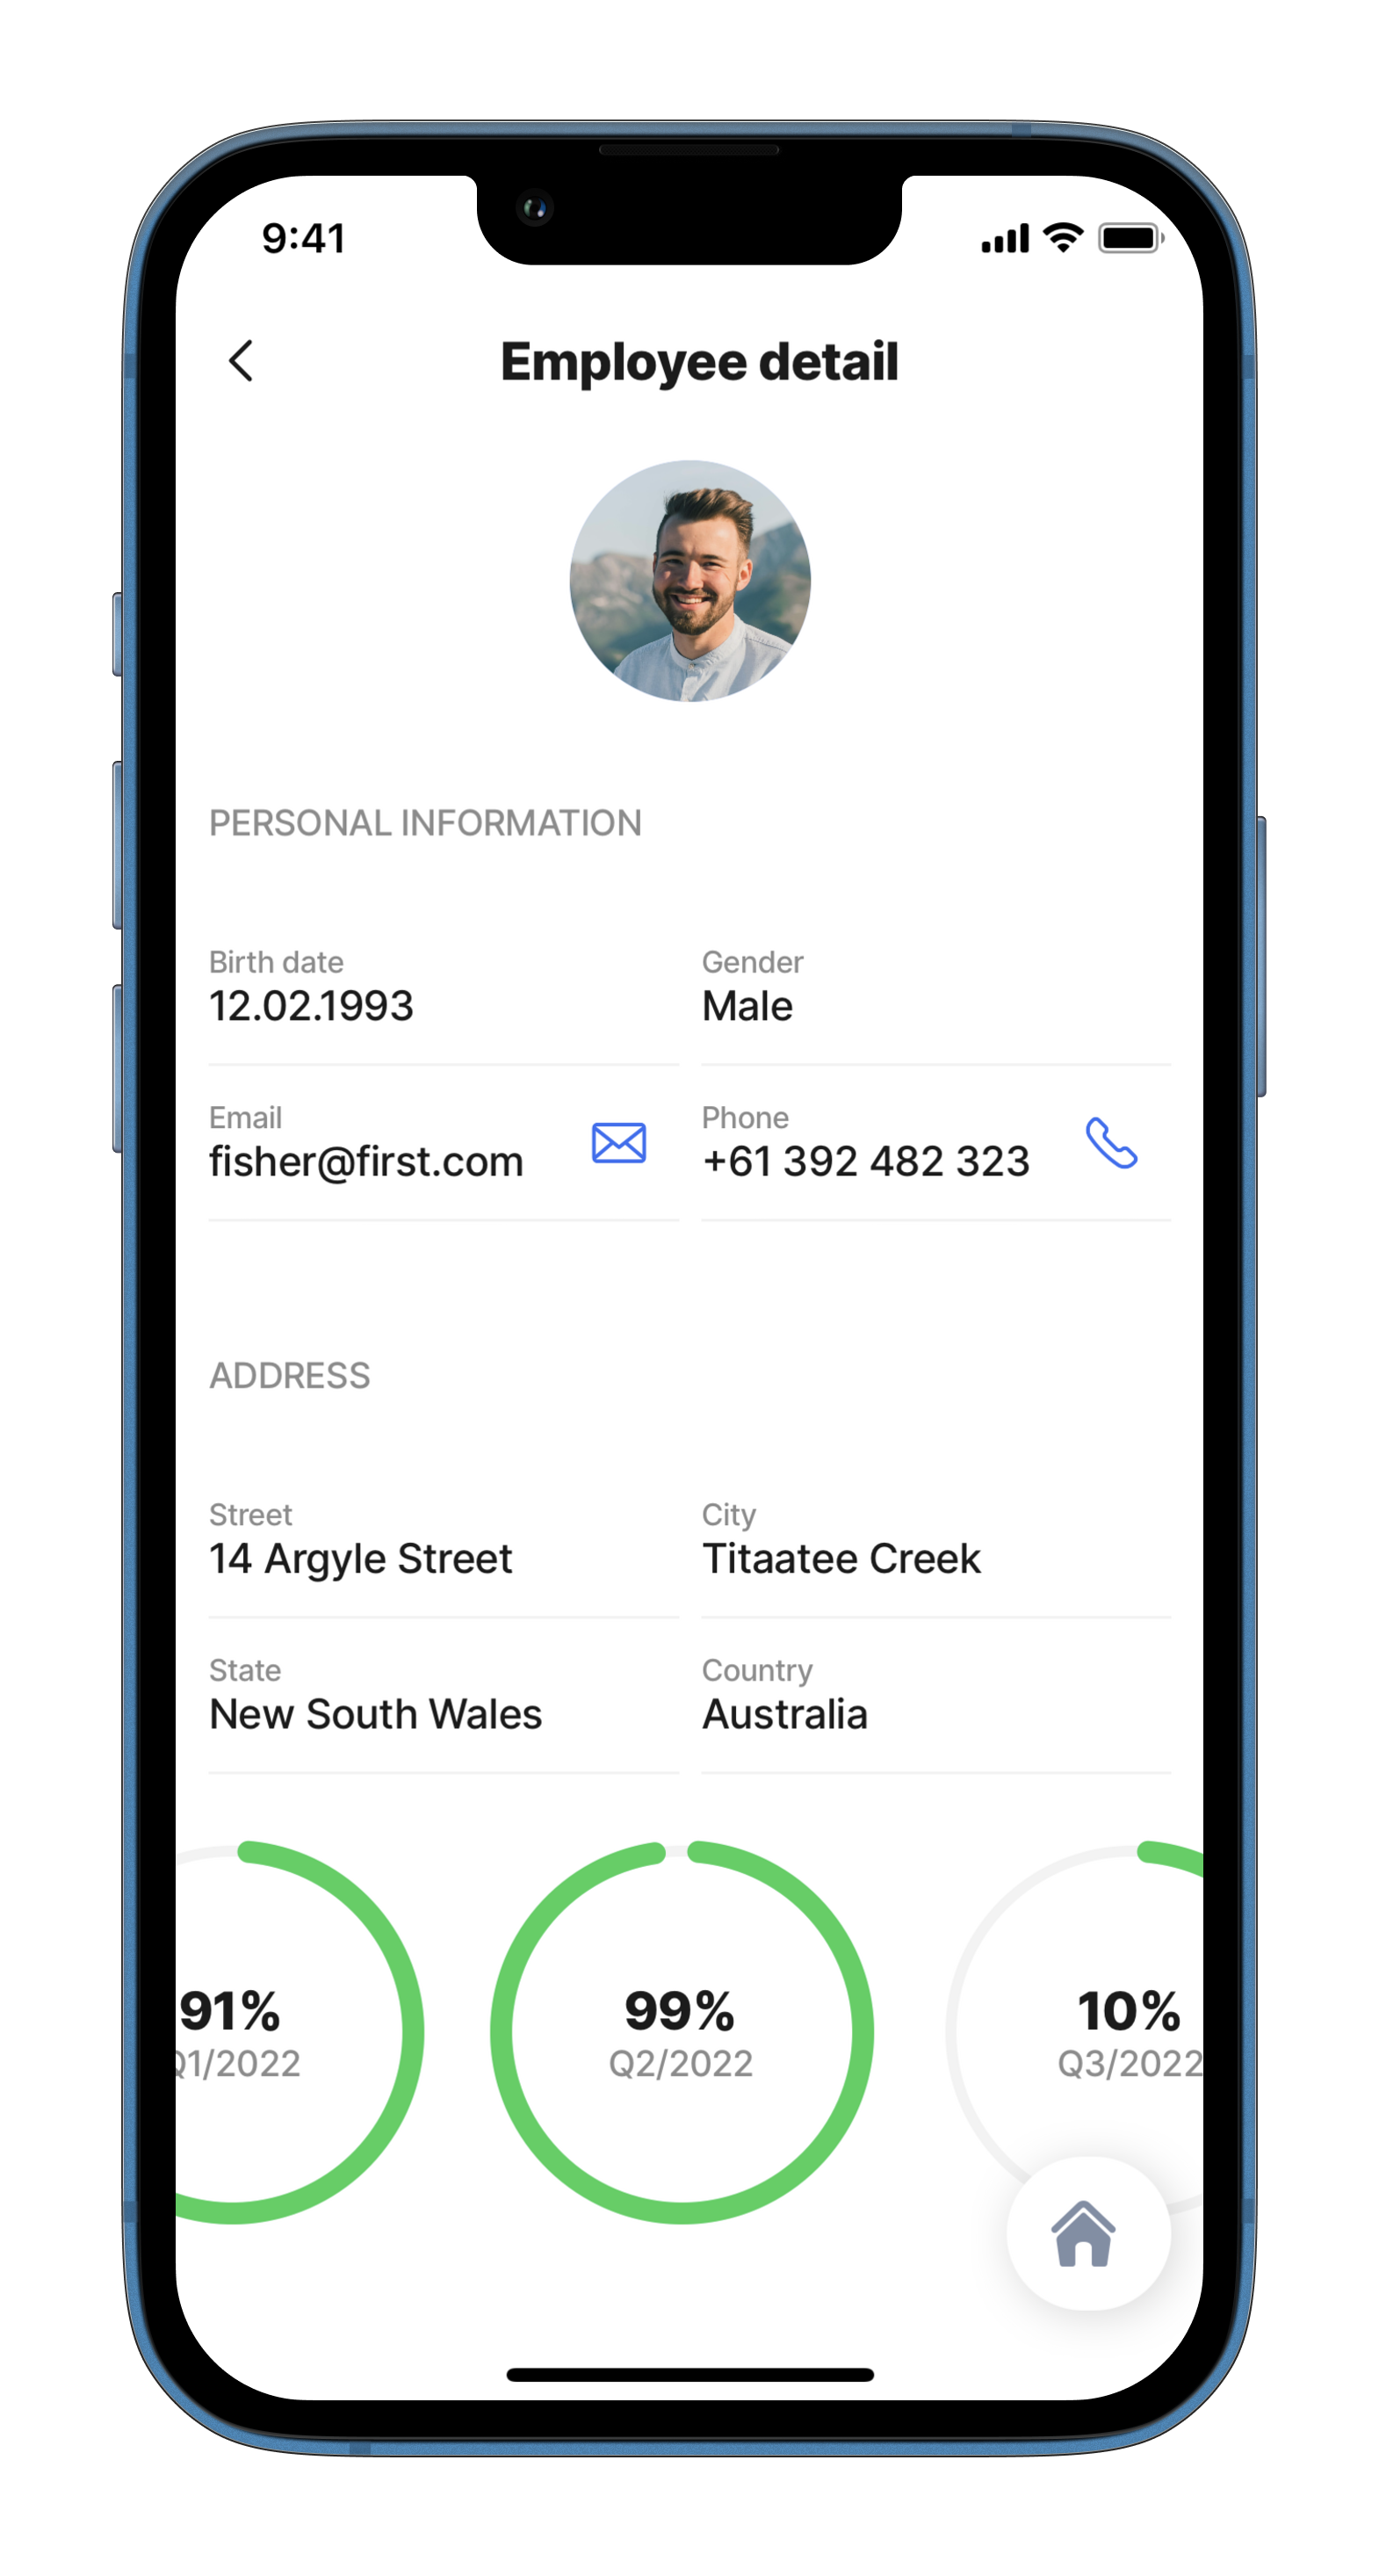 9:41
Employee detail
PERSONAL INFORMATION
Birth date
12.02.1993
Gender
Male
Email
fisher@first.com
Phone
+61 392 482 323
ADDRESS
Street
14 Argyle Street
City
Titaatee Creek
State
New South Wales
Country
Australia
91%
Q1/2022
99%
Q2/2022
10%
Q3/2022